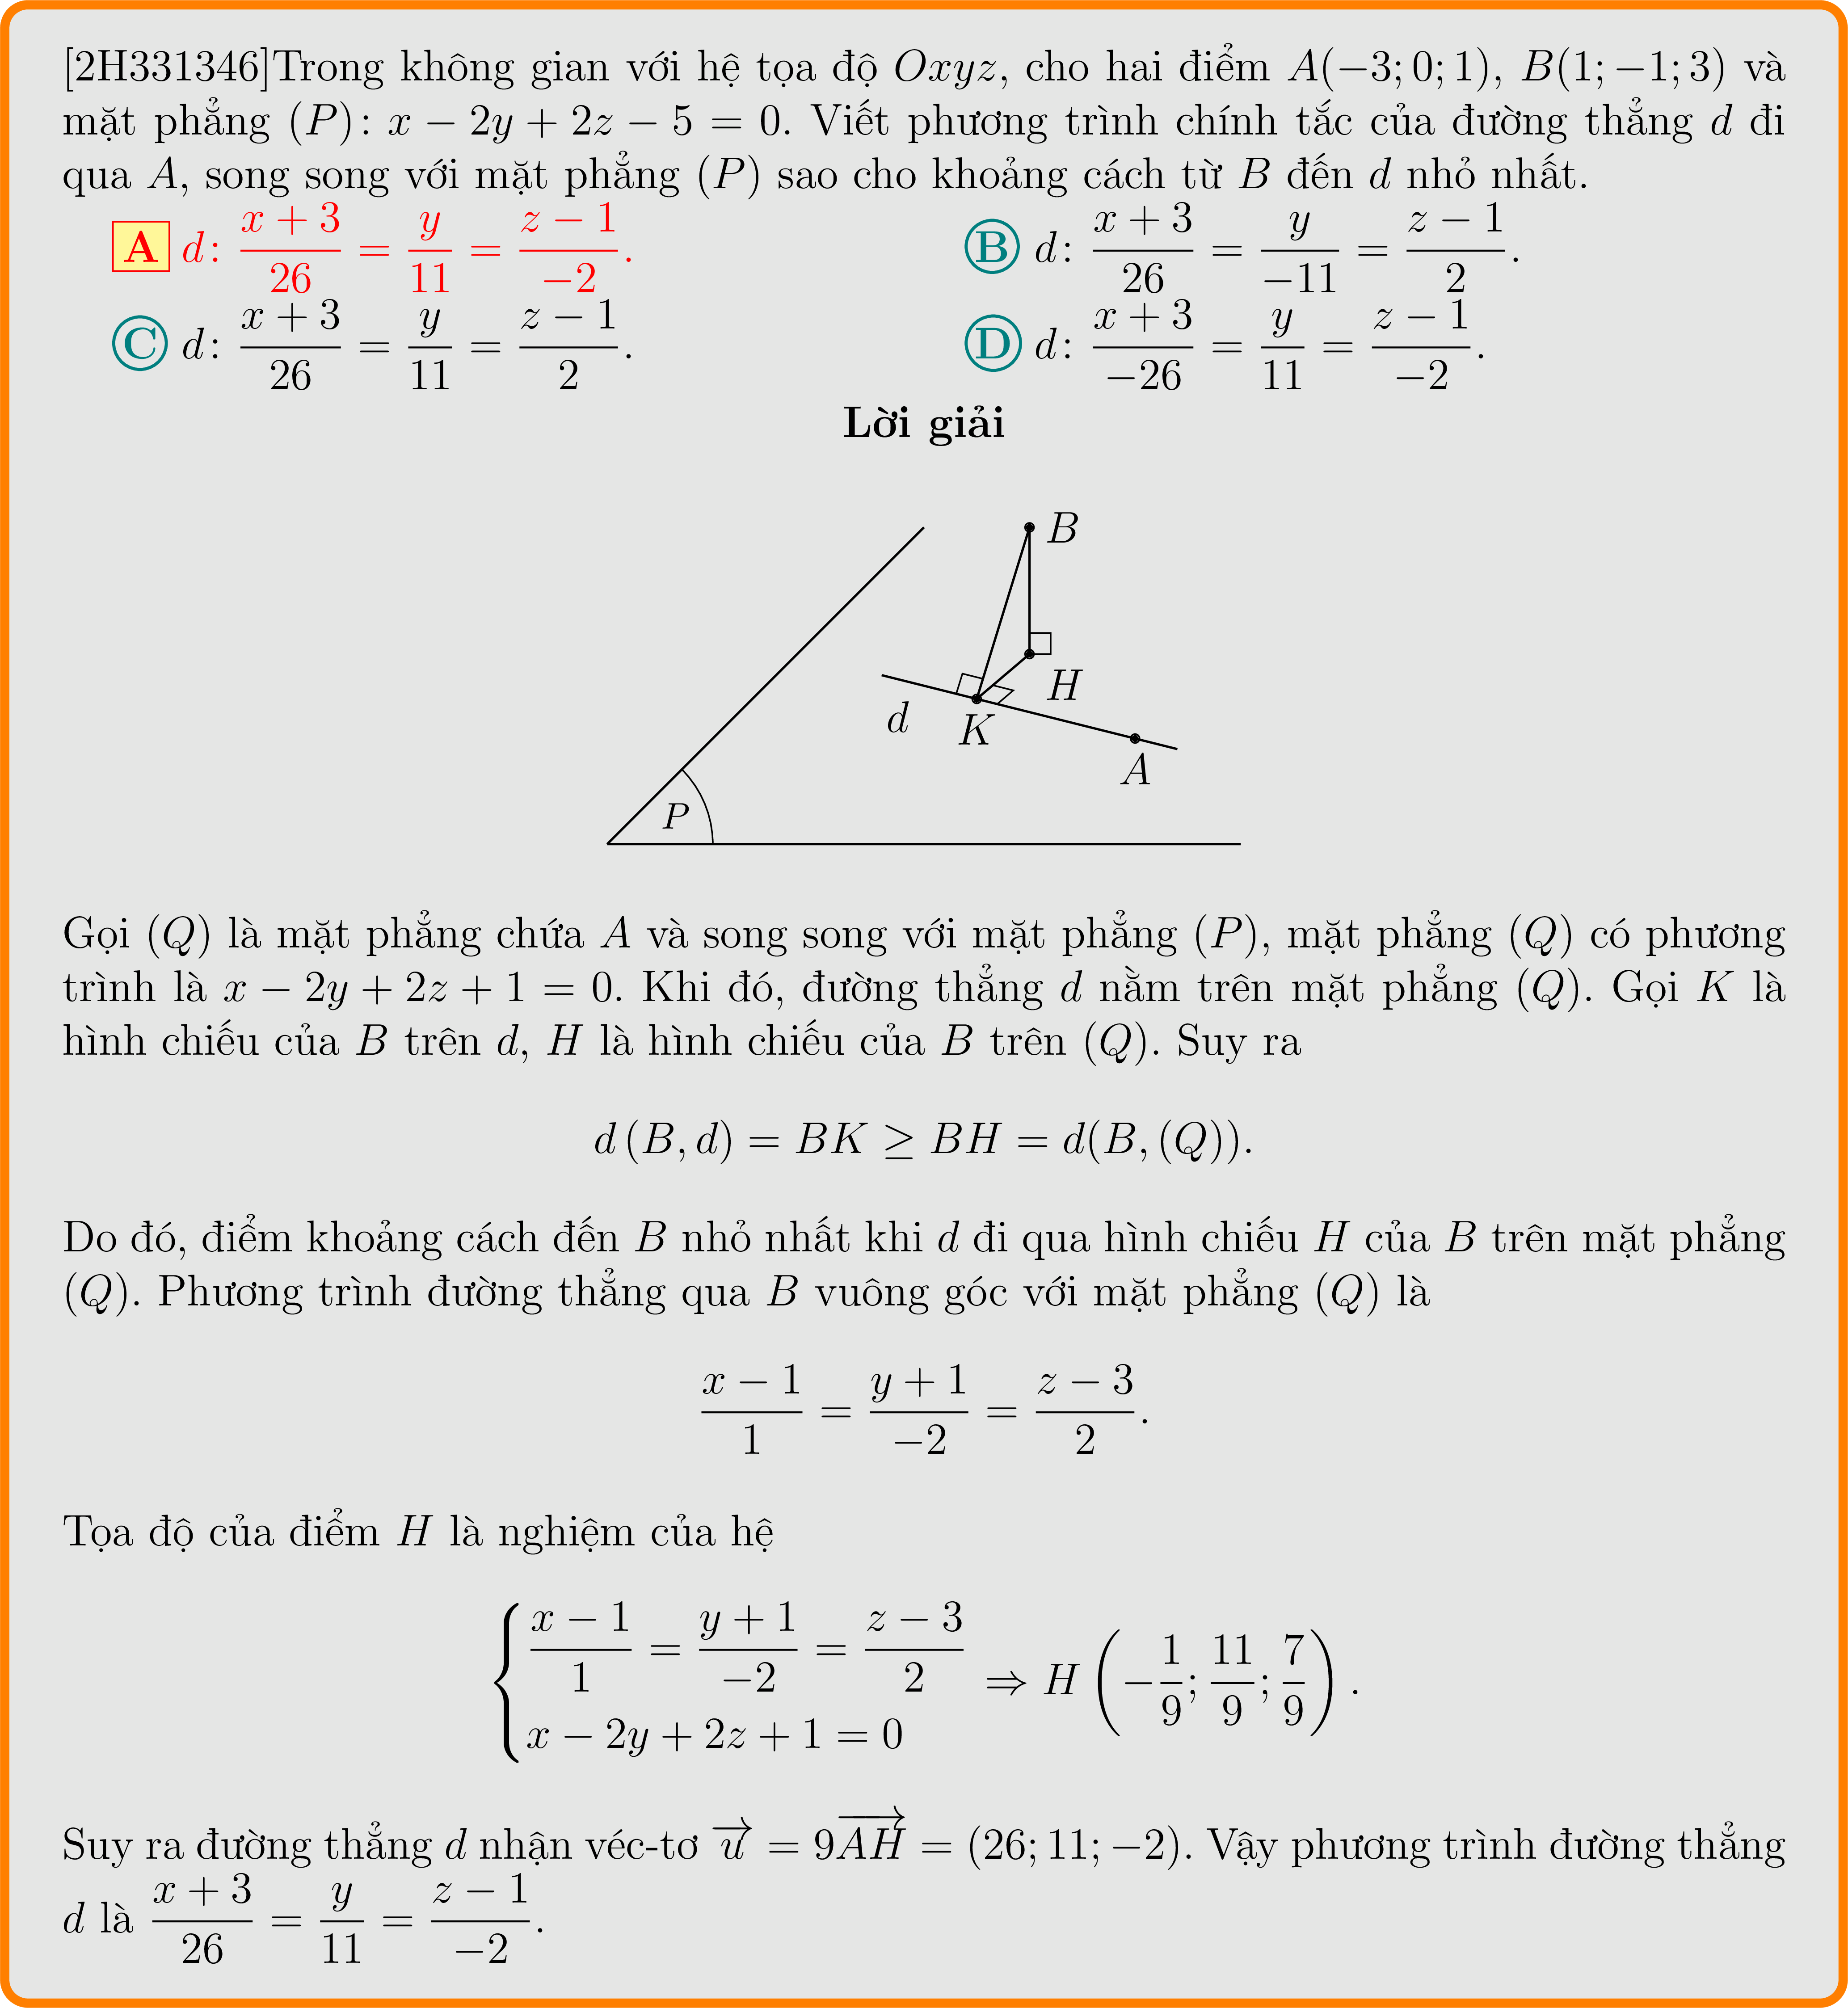 [2H331346]Trong không gian với hệ tọa độ Oxyz, cho hai điểm A(−3; 0; 1), B(1; −1; 3) và
mặt phẳng (P): x − 2y + 2z − 5 = 0. Viết phương trình chính tắc của đường thẳng d đi
qua A, song song với mặt phẳng (P) sao cho khoảng cách từ B đến d nhỏ nhất.
A d: \frac{x + 3}{26} = \frac{y}{11} = \frac{z − 1}{−2}. B d: \frac{x + 3}{26} = \frac{y}{−11} = \frac{z − 1}{2}.
C d: \frac{x + 3}{26} = \frac{y}{11} = \frac{z − 1}{2}. D d: \frac{x + 3}{−26} = \frac{y}{11} = \frac{z − 1}{−2}.
Lời giải
B
H
d
K
A
P
Gọi (Q) là mặt phẳng chứa A và song song với mặt phẳng (P), mặt phẳng (Q) có phương
trình là x − 2y + 2z + 1 = 0. Khi đó, đường thẳng d nằm trên mặt phẳng (Q). Gọi K là
hình chiếu của B trên d, H là hình chiếu của B trên (Q). Suy ra
d (B, d) = BK ≥ BH = d(B, (Q)).
Do đó, điểm khoảng cách đến B nhỏ nhất khi d đi qua hình chiếu H của B trên mặt phẳng
(Q). Phương trình đường thẳng qua B vuông góc với mặt phẳng (Q) là
\frac{x − 1}{1} = \frac{y + 1}{−2} = \frac{z − 3}{2}.
Tọa độ của điểm H là nghiệm của hệ
\begin{cases} \frac{x − 1}{1} = \frac{y + 1}{−2} = \frac{z − 3}{2} \\ x − 2y + 2z + 1 = 0 \end{cases} ⇒ H \left( −\frac{1}{9}; \frac{11}{9}; \frac{7}{9} \right).
Suy ra đường thẳng d nhận véc-tơ \overrightarrow{u} = 9\overrightarrow{AH} = (26; 11; −2). Vậy phương trình đường thẳng
d là \frac{x + 3}{26} = \frac{y}{11} = \frac{z − 1}{−2}.